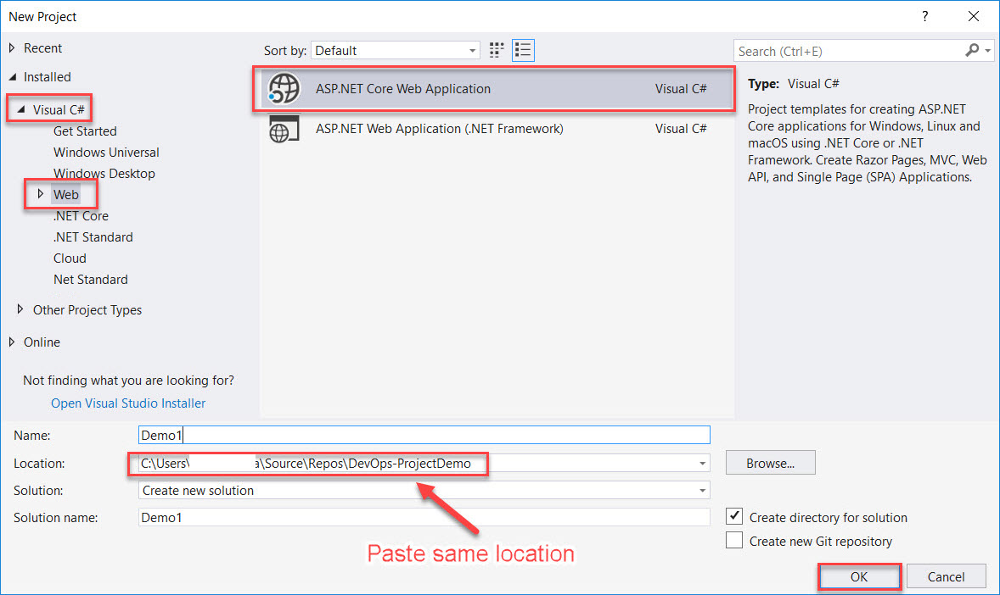 New Project
?
Recent
Installed
Visual C#
Get Started
Windows Universal
Windows Desktop
Web
.NET Core
.NET Standard
Cloud
Net Standard
Other Project Types
Online
Not finding what you are looking for?
Open Visual Studio Installer
Sort by: Default
ASP.NET Core Web Application Visual C#
ASP.NET Web Application (.NET Framework) Visual C#
Search (Ctrl+E)
Type: Visual C#
Project templates for creating ASP.NET
Core applications for Windows, Linux and
macOS using .NET Core or .NET
Framework. Create Razor Pages, MVC, Web
API, and Single Page (SPA) Applications.
Name: Demo1
Location: C:\Users\ a\Source\Repos\DevOps-ProjectDemo Browse...
Solution: Create new solution
Solution name: Demo1
Create directory for solution
Create new Git repository
Paste same location
OK Cancel